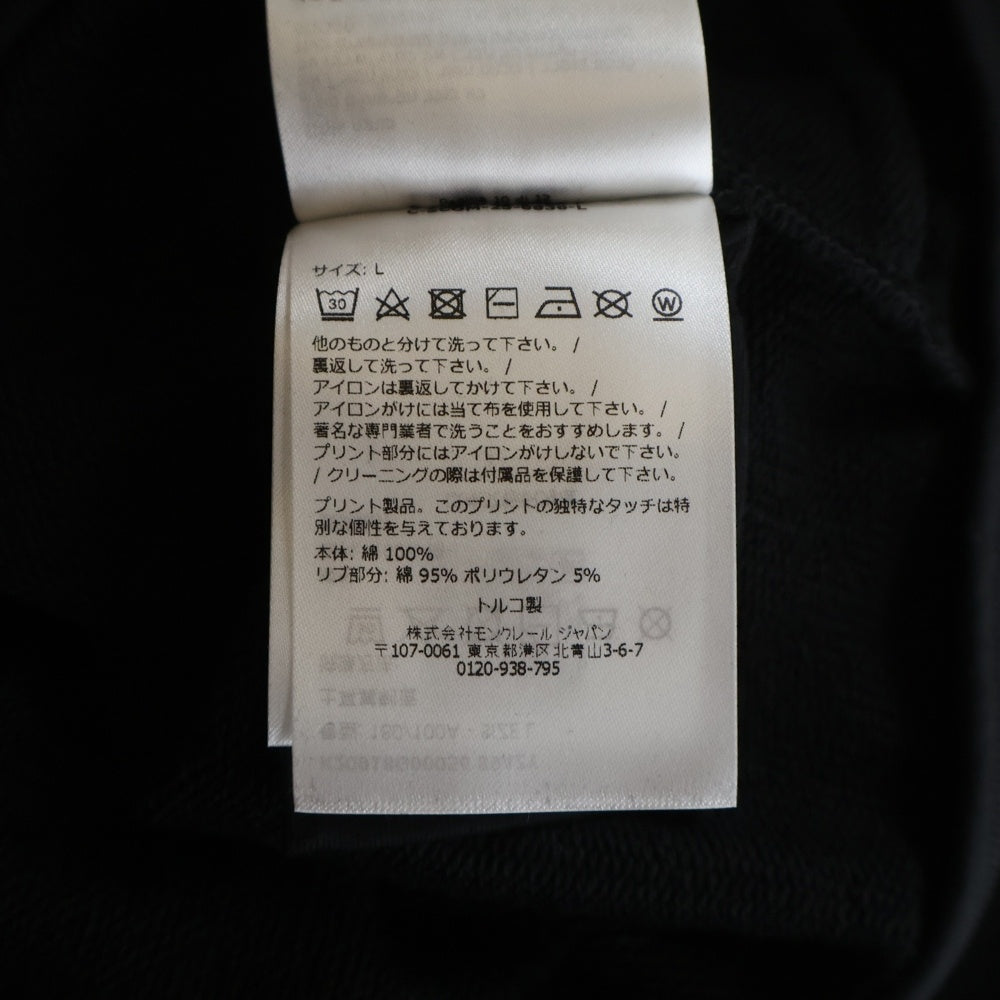 サイズ: L
30 W
他のものと分けて洗って下さい。 /
裏返して洗って下さい。 /
アイロンは裏返してかけて下さい。 /
アイロンがけには当て布を使用して下さい。 /
著名な専門業者で洗うことをおすすめします。 /
プリント部分にはアイロンがけしないで下さい。
/ クリーニングの際は付属品を保護して下さい。
プリント製品。このプリントの独特なタッチは特
別な個性を与えております。
本体: 綿 100%
リブ部分: 綿 95% ポリウレタン 5%
トルコ製
株式会社モンクレール ジャパン
〒107-0061 東京都港区北青山3-6-7
0120-938-795